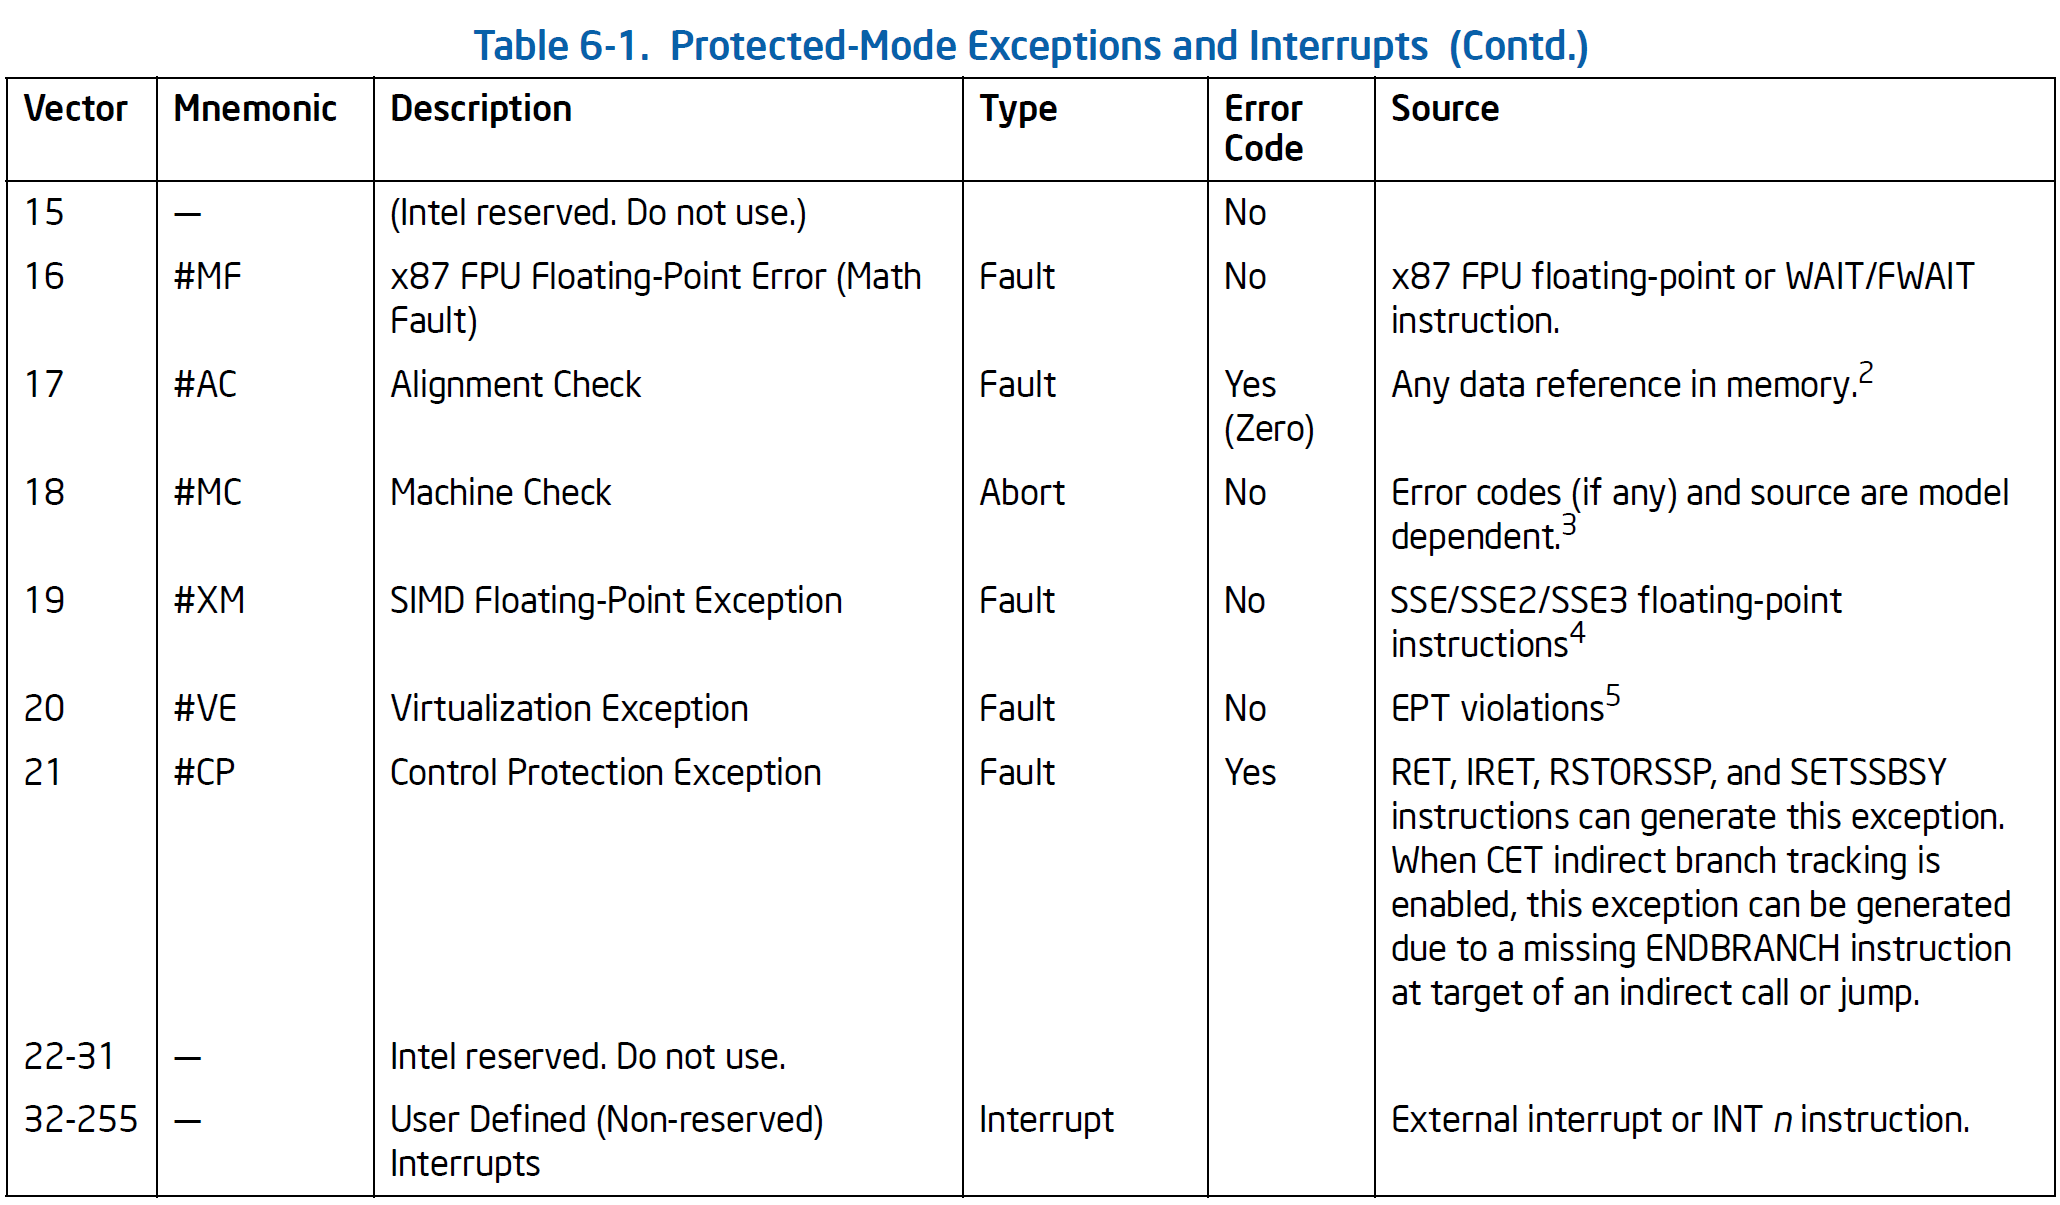 Table 6-1. Protected-Mode Exceptions and Interrupts (Contd.)
Vector Mnemonic Description Type Error Code Source
15 — (Intel reserved. Do not use.) No
16 #MF x87 FPU Floating-Point Error (Math Fault) Fault No x87 FPU floating-point or WAIT/FWAIT instruction.
17 #AC Alignment Check Fault Yes (Zero) Any data reference in memory.2
18 #MC Machine Check Abort No Error codes (if any) and source are model dependent.3
19 #XM SIMD Floating-Point Exception Fault No SSE/SSE2/SSE3 floating-point instructions4
20 #VE Virtualization Exception Fault No EPT violations5
21 #CP Control Protection Exception Fault Yes RET, IRET, RSTORSSP, and SETSSBSY
instructions can generate this exception.
When CET indirect branch tracking is
enabled, this exception can be generated
due to a missing ENDBRANCH instruction
at target of an indirect call or jump.
22-31 — Intel reserved. Do not use.
32-255 — User Defined (Non-reserved) Interrupts Interrupt External interrupt or INT n instruction.